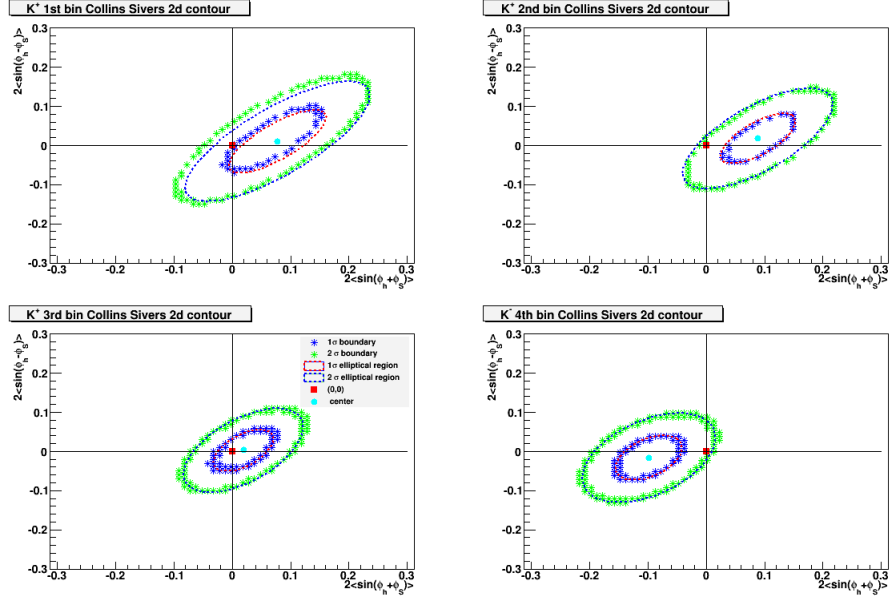 K⁺ 1st bin Collins Sivers 2d contour
2<sin(ϕh-ϕS)>
0.3
0.2
0.1
0
-0.1
-0.2
-0.3
-0.3 -0.2 -0.1 0 0.1 0.2 0.3
2<sin(ϕh+ϕS)>
K⁺ 2nd bin Collins Sivers 2d contour
2<sin(ϕh-ϕS)>
0.3
0.2
0.1
0
-0.1
-0.2
-0.3
-0.3 -0.2 -0.1 0 0.1 0.2 0.3
2<sin(ϕh+ϕS)>
K⁺ 3rd bin Collins Sivers 2d contour
2<sin(ϕh-ϕS)>
0.3
0.2
0.1
0
-0.1
-0.2
-0.3
-0.3 -0.2 -0.1 0 0.1 0.2 0.3
2<sin(ϕh+ϕS)>
1σ boundary
2 σ boundary
1σ elliptical region
2 σ elliptical region
(0,0)
center
K⁻ 4th bin Collins Sivers 2d contour
2<sin(ϕh-ϕS)>
0.3
0.2
0.1
0
-0.1
-0.2
-0.3
-0.3 -0.2 -0.1 0 0.1 0.2 0.3
2<sin(ϕh+ϕS)>